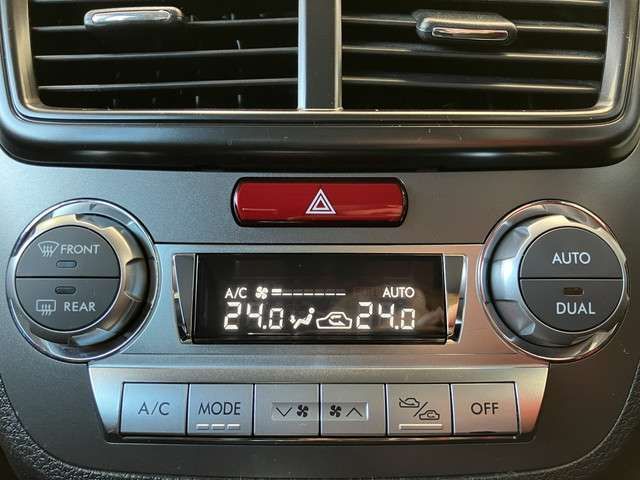 FRONT
REAR
A/C AUTO
24.0 24.0
AUTO
DUAL
A/C MODE OFF